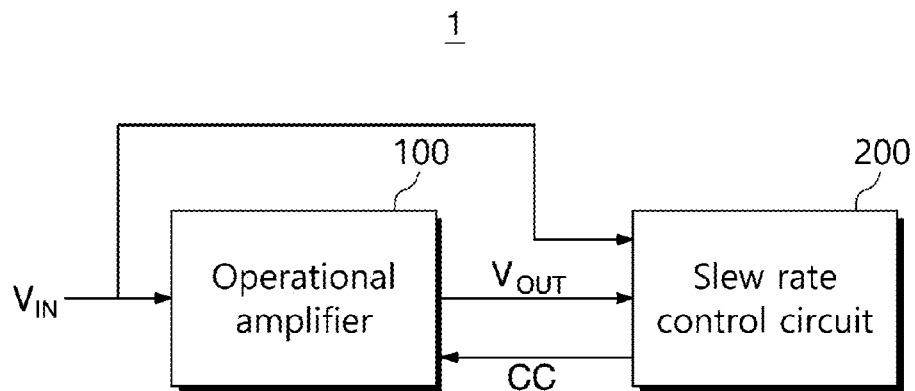 1
100
200
V_IN
Operational
amplifier
V_OUT
CC
Slew rate
control circuit